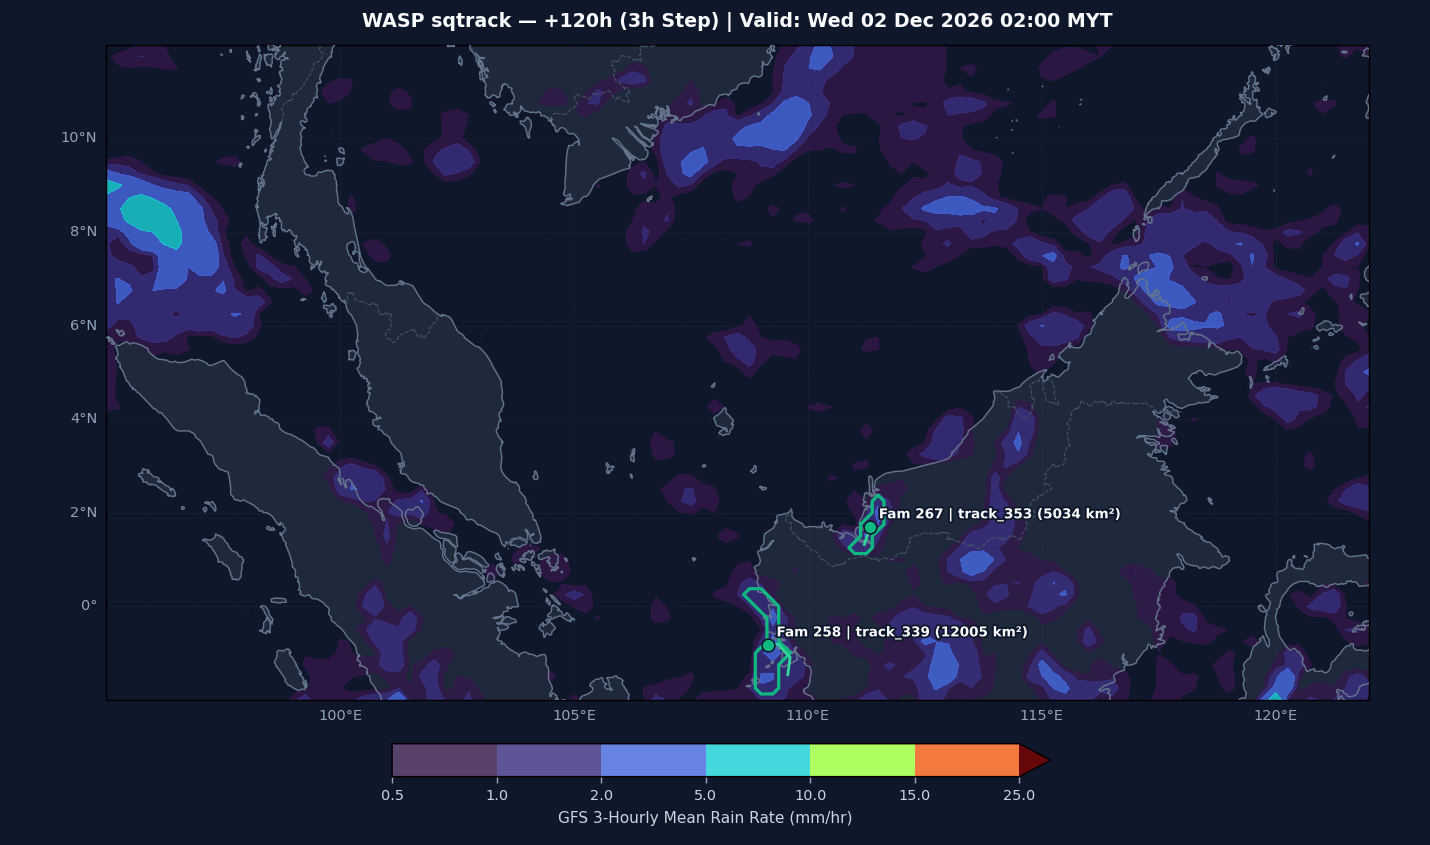 WASP sqtrack — +120h (3h Step) | Valid: Wed 02 Dec 2026 02:00 MYT
10°N
8°N
6°N
4°N
2°N
0°
Fam 267 | track_353 (5034 km²)
Fam 258 | track_339 (12005 km²)
100°E 105°E 110°E 115°E 120°E
0.5 1.0 2.0 5.0 10.0 15.0 25.0
GFS 3-Hourly Mean Rain Rate (mm/hr)